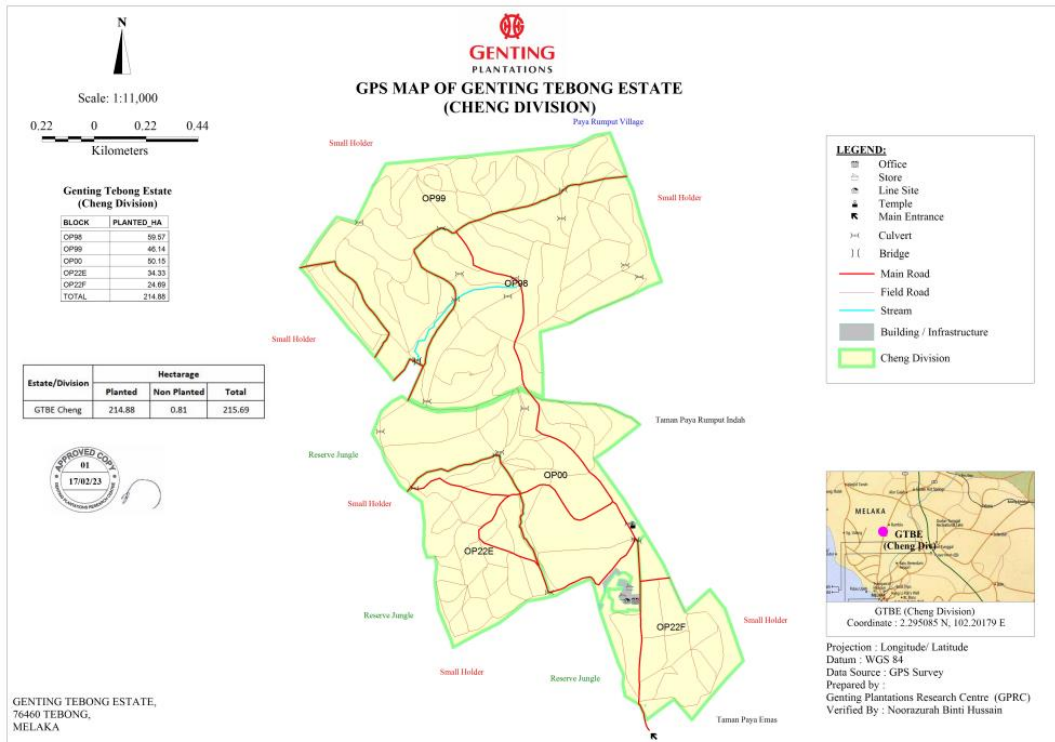 N
Scale: 1:11,000
0.22 0 0.22 0.44
Kilometers
GENTING
PLANTATIONS
GPS MAP OF GENTING TEBONG ESTATE
(CHENG DIVISION)
Genting Tebong Estate
(Cheng Division)
BLOCK PLANTED_HA
OP98 59.57
OP99 46.14
OP00 50.15
OP22E 34.33
OP22F 24.69
TOTAL 214.88
Estate/Division Hectarage
Planted Non Planted Total
GTBE Cheng 214.88 0.81 215.69
APPROVED COPY
01
17/02/23
GENTING PLANTATIONS RESEARCH CENTRE
Paya Rumput Village
Small Holder
Small Holder
OP99
OP98
Small Holder
Taman Paya Rumput Indah
Reserve Jungle
OP00
Small Holder
OP22E
Reserve Jungle
OP22F
Small Holder
Small Holder
Reserve Jungle
Taman Paya Emas
LEGEND:
Office
Store
Line Site
Temple
Main Entrance
Culvert
Bridge
Main Road
Field Road
Stream
Building / Infrastructure
Cheng Division
MELAKA
GTBE
(Cheng Div)
GTBE (Cheng Division)
Coordinate : 2.295085 N, 102.20179 E
Projection : Longitude/ Latitude
Datum : WGS 84
Data Source : GPS Survey
Prepared by :
Genting Plantations Research Centre (GPRC)
Verified By : Noorazurah Binti Hussain
GENTING TEBONG ESTATE,
76460 TEBONG,
MELAKA